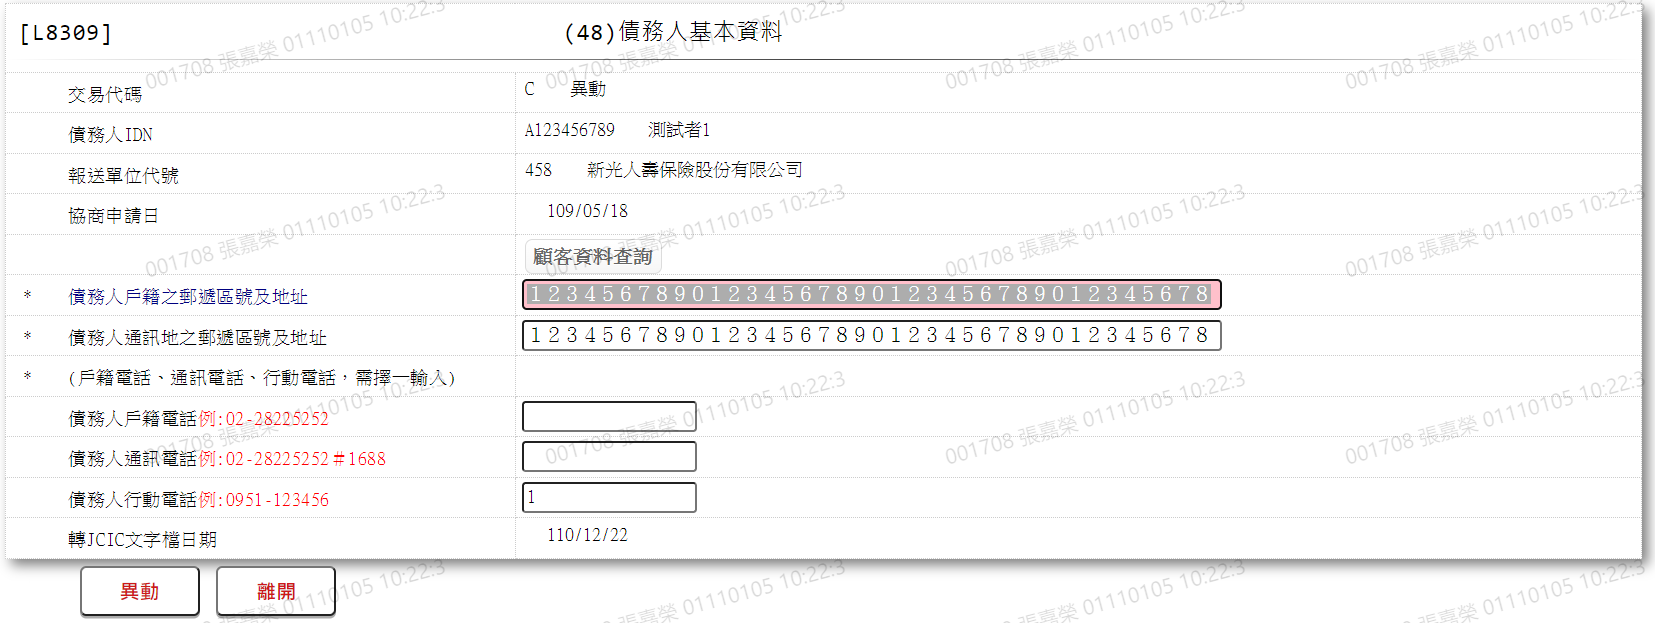 [L8309] (48)債務人基本資料
交易代碼 C 異動
債務人IDN A123456789 測試者1
報送單位代號 458 新光人壽保險股份有限公司
協商申請日 109/05/18
顧客資料查詢
* 債務人戶籍之郵遞區號及地址 12345678901234567890123456789012345678
* 債務人通訊地之郵遞區號及地址 12345678901234567890123456789012345678
* (戶籍電話、通訊電話、行動電話，需擇一輸入)
債務人戶籍電話例:02-28225252
債務人通訊電話例:02-28225252＃1688
債務人行動電話例:0951-123456 1
轉JCIC文字檔日期 110/12/22
異動 離開
001708 張嘉榮 01110105 10:22:3